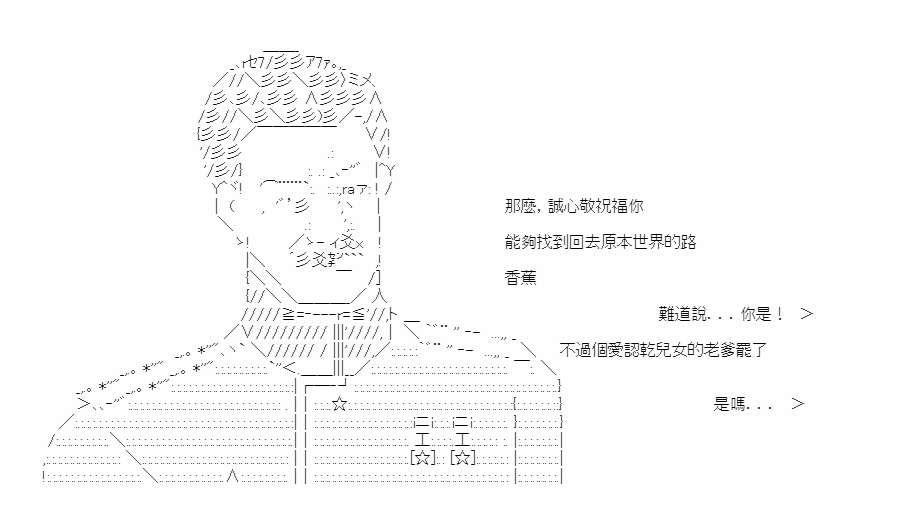 那麼，誠心敬祝福你
能夠找到回去原本世界的路
香蕉
難道說．．．你是！ ＞
不過個愛認乾兒女的老爹罷了
是嗎．．． ＞